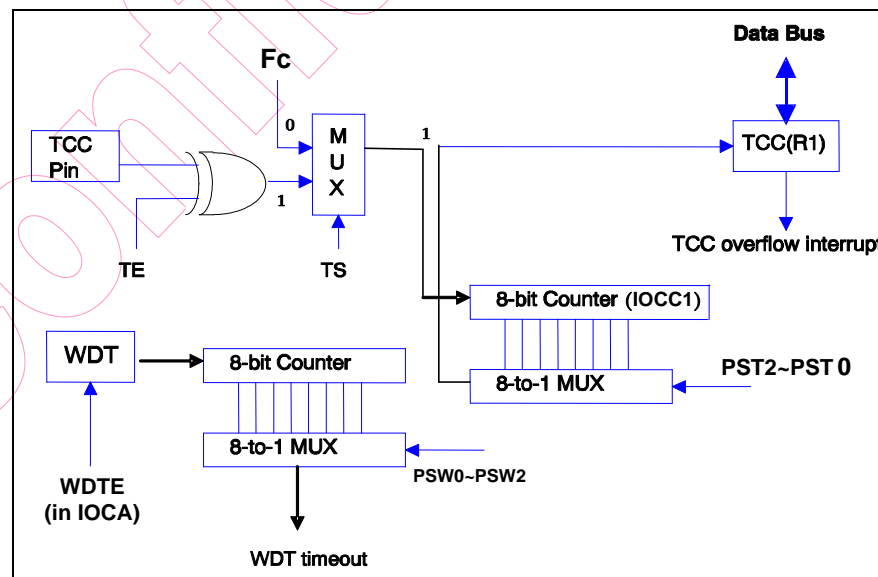 Data Bus
Fc
0
TCC
Pin
M
U
X
1
TCC(R1)
1
TE
TS
TCC overflow interrupt
8-bit Counter (IOCC1)
WDT
8-bit Counter
8-to-1 MUX
PST2~PST 0
8-to-1 MUX
PSW0~PSW2
WDTE
(in IOCA)
WDT timeout